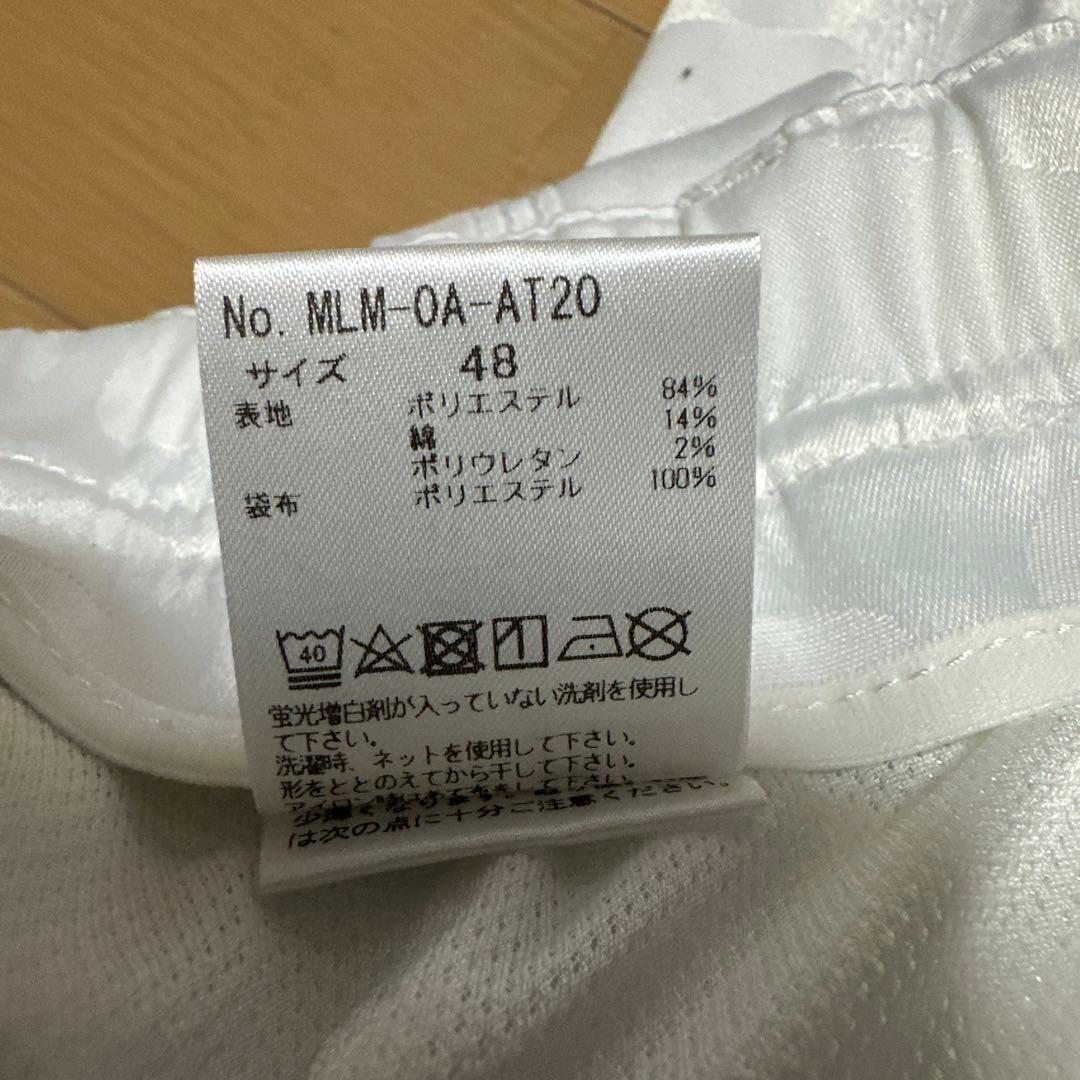 No. MLM-0A-AT20
サイズ 48
表地 ポリエステル 84%
綿 14%
ポリウレタン 2%
袋布 ポリエステル 100%
40
蛍光増白剤が入っていない洗剤を使用し
て下さい。
洗濯時、ネットを使用して下さい。
形をととのえてから干して下さい。
は次の点に十分ご注意ください。